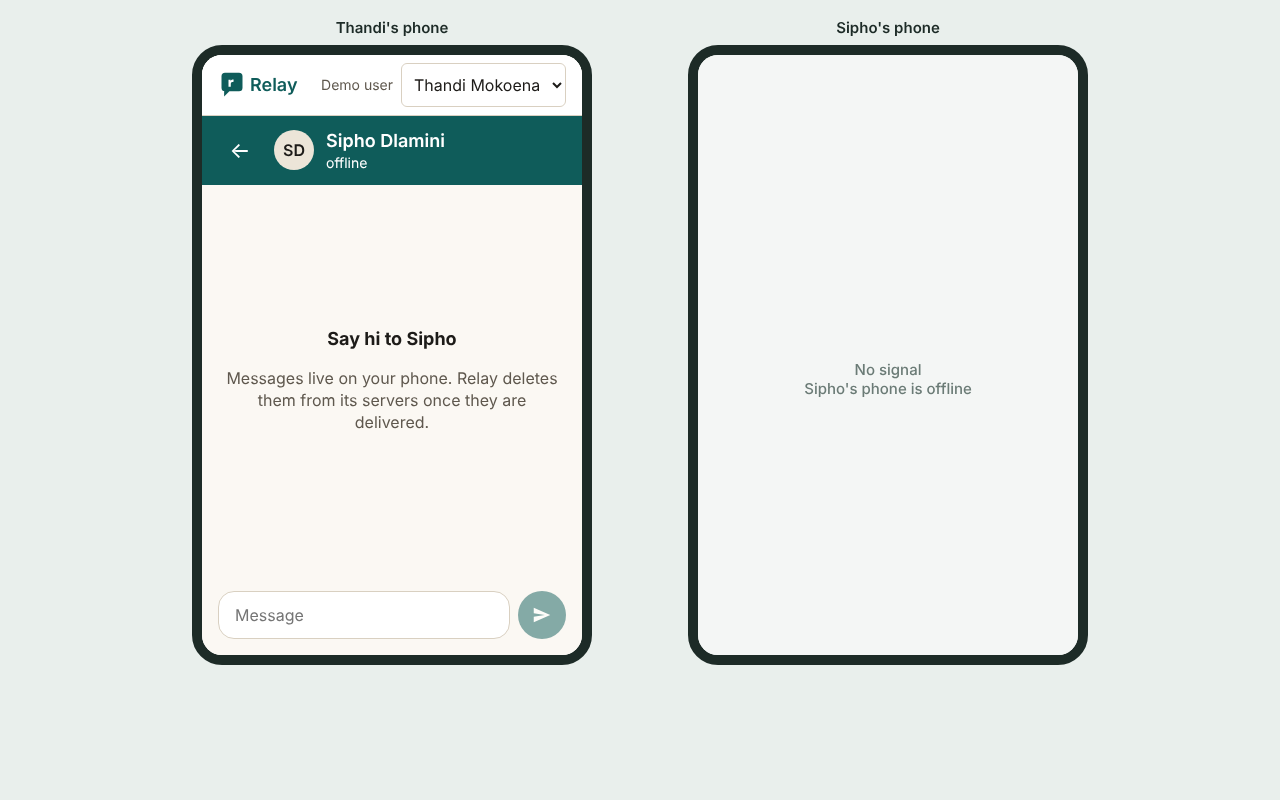 Thandi's phone
Relay
Demo user
Thandi Mokoena
SD
Sipho Dlamini
offline
Say hi to Sipho
Messages live on your phone. Relay deletes
them from its servers once they are
delivered.
Message
Sipho's phone
No signal
Sipho's phone is offline